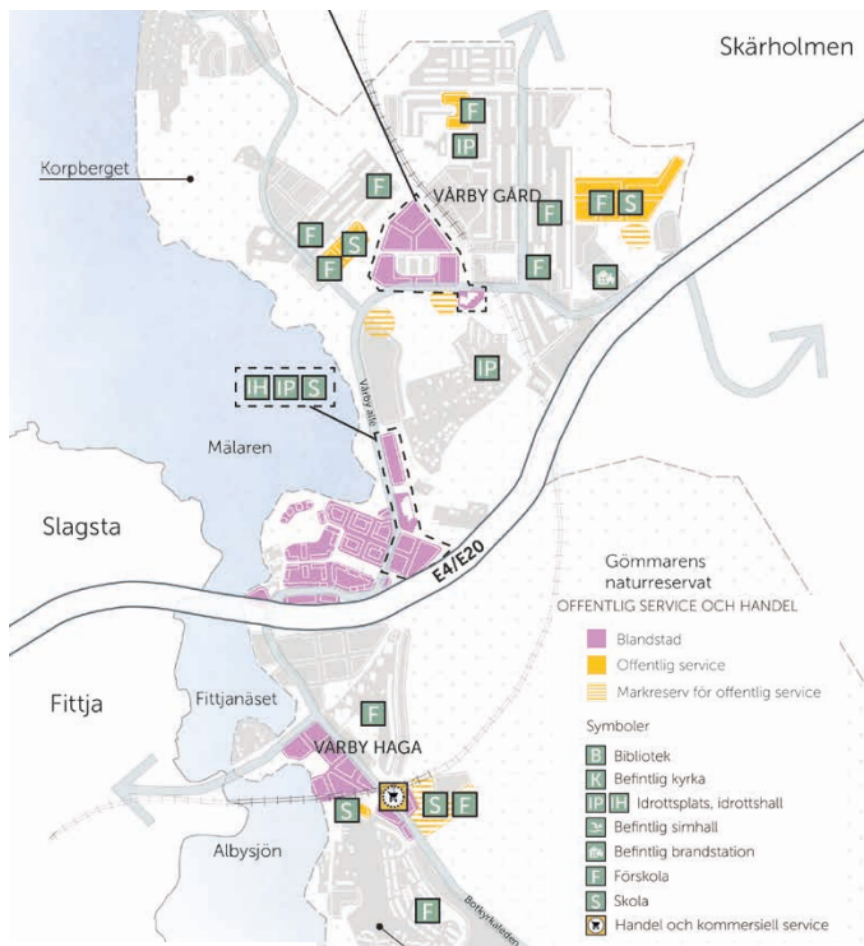 Skärholmen
Korpberget
F
IP
F
VÅRBY GÅRD
F
S
F
F
S
F
F
IP
IH IP S
Vårby allé
Mälaren
Slagsta
E4/E20
Gömmarens
naturreservat
OFFENTLIG SERVICE OCH HANDEL
Blandstad
Offentlig service
Markreserv för offentlig service
Fittja
Fittjanäset
F
VÅRBY HAGA
S
S F
Albysjön
F
Botkyrkaleden
Symboler
B Bibliotek
K Befintlig kyrka
IP IH Idrottsplats, idrottshall
Befintlig simhall
Befintlig brandstation
F Förskola
S Skola
Handel och kommersiell service